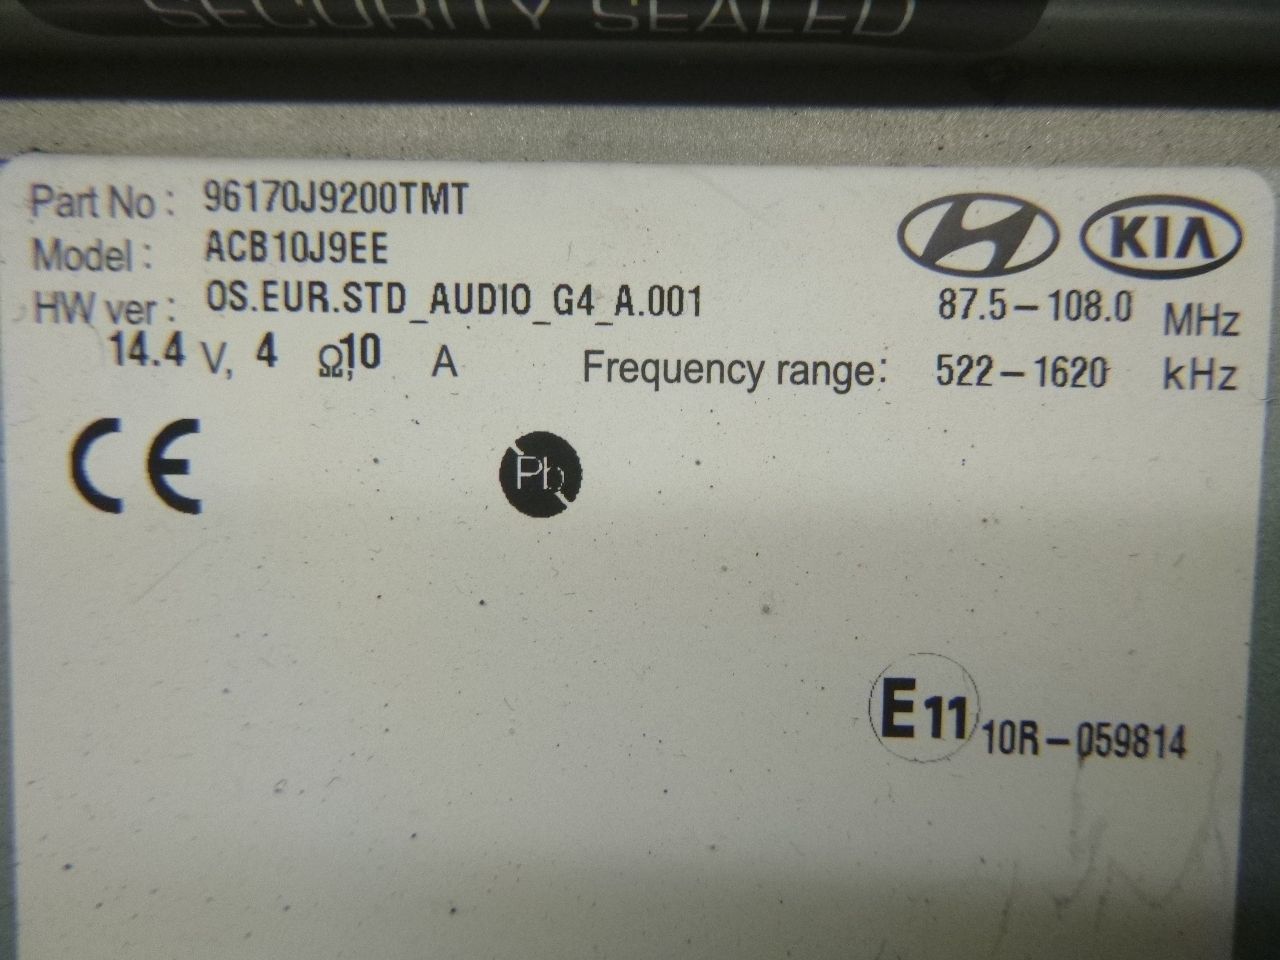 SECURITY SEALED
Part No : 96170J9200TMT
Model : ACB10J9EE
HW ver : OS.EUR.STD_AUDIO_G4_A.001
KIA
87.5-108.0 MHz
14.4 V, 4 Ω,10 A
Frequency range: 522-1620 kHz
CE
Pb
E11 10R-059814